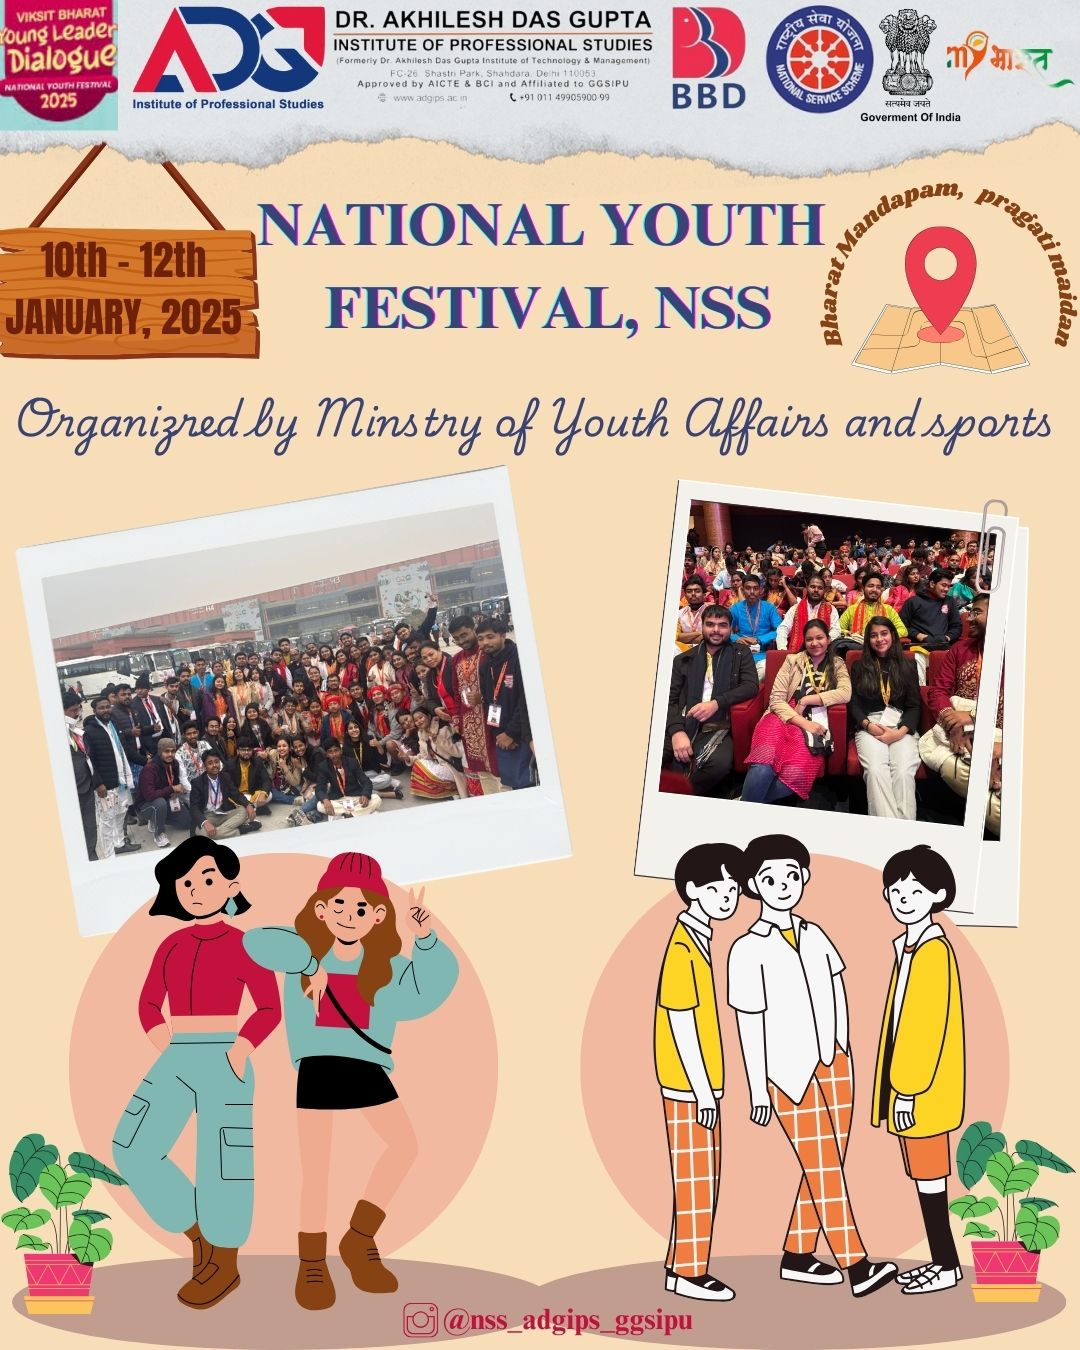 VIKSIT BHARAT
Young Leader
Dialogue
NATIONAL YOUTH FESTIVAL
2025
ADG
Institute of Professional Studies
DR. AKHILESH DAS GUPTA
INSTITUTE OF PROFESSIONAL STUDIES
(Formerly Dr. Akhilesh Das Gupta Institute of Technology & Management)
FC-26, Shastri Park, Shahdara, Delhi 110053
Approved by AICTE & BCI and Affiliated to GGSIPU
www.adgips.ac.in
+91 011 49905900-99
BBD
राष्ट्रीय सेवा योजना
NATIONAL SERVICE SCHEME
सत्यमेव जयते
Goverment Of India
my भारत
10th - 12th
JANUARY, 2025
NATIONAL YOUTH
FESTIVAL, NSS
Bharat Mandapam, pragati maidan
Organizred by Minstry of Youth Affairs and sports
@nss_adgips_ggsipu